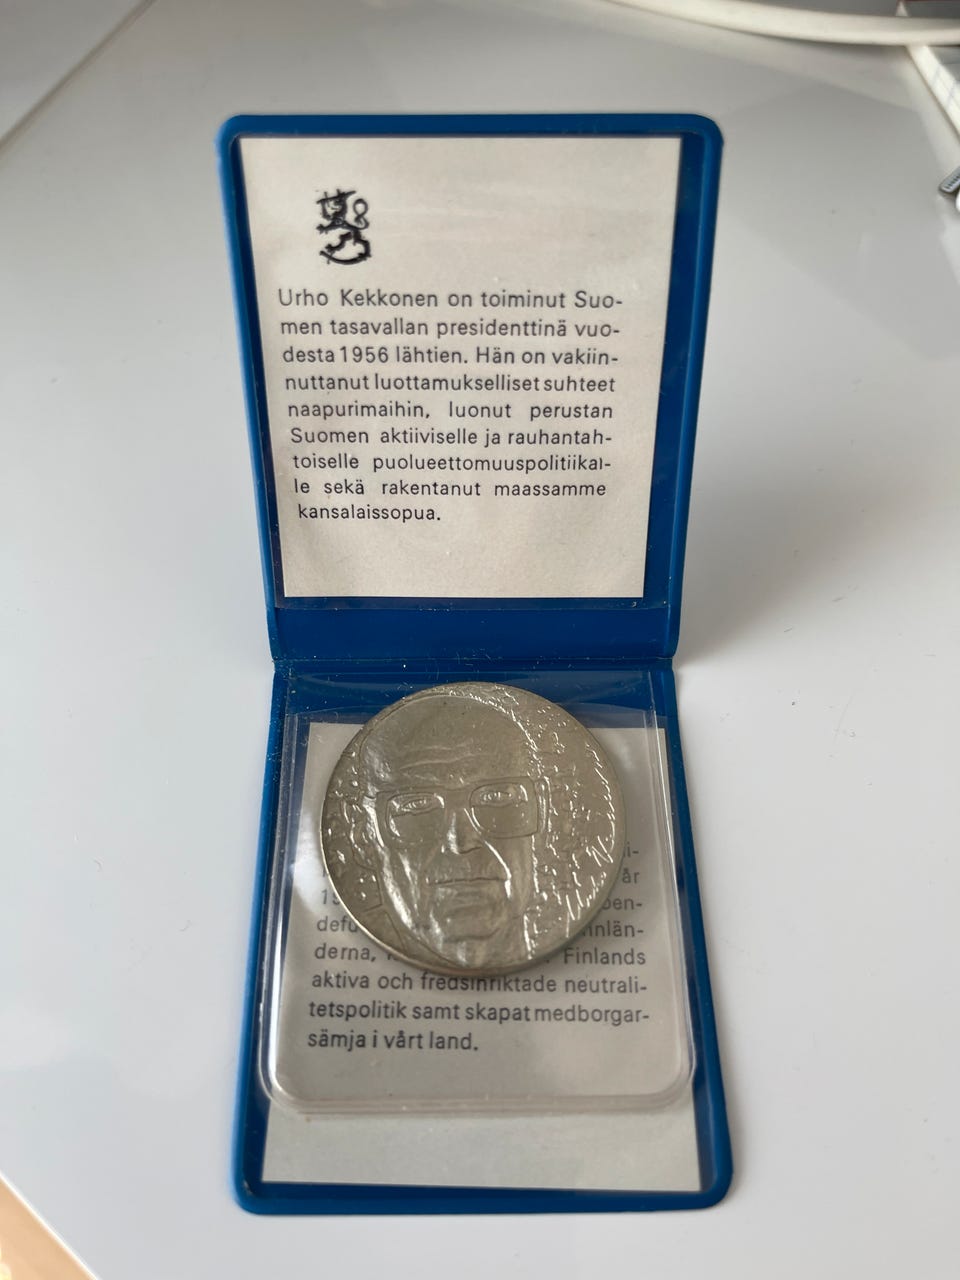 Urho Kekkonen on toiminut Suo-
men tasavallan presidenttinä vuo-
desta 1956 lähtien. Hän on vakiin-
nuttanut luottamukselliset suhteet
naapurimaihin, luonut perustan
Suomen aktiiviselle ja rauhantah-
toiselle puolueettomuuspolitiikal-
le sekä rakentanut maassamme
kansalaissopua.
år
derna, Finlands
aktiva och fredsinriktade neutrali-
tetspolitik samt skapat medborgar-
sämja i vårt land.